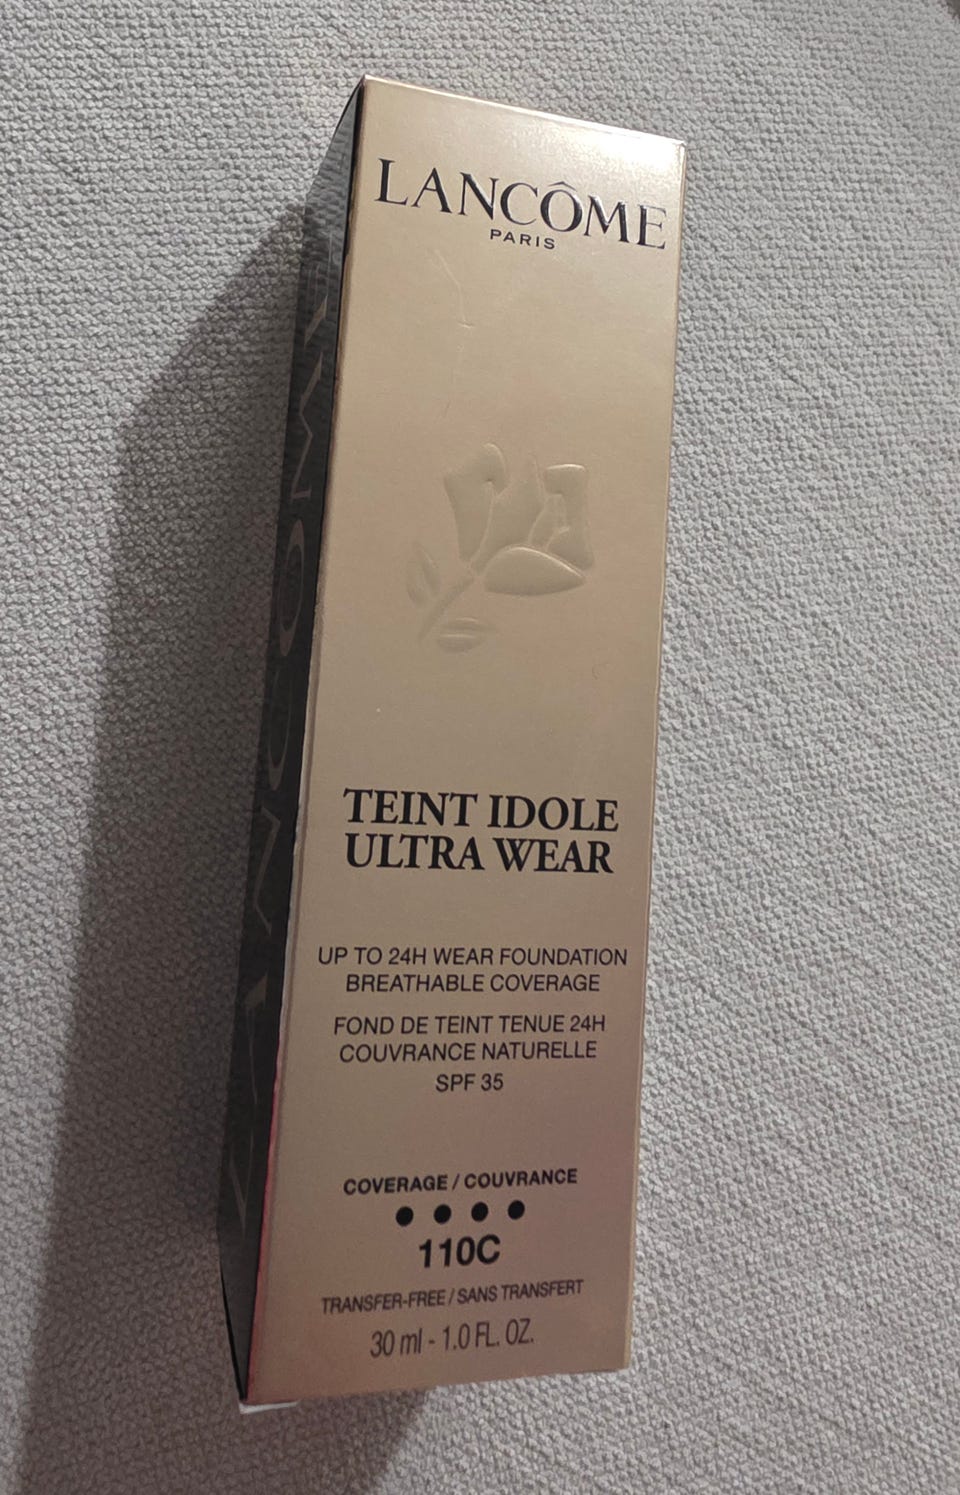 LANCÔME
PARIS
TEINT IDOLE
ULTRA WEAR
UP TO 24H WEAR FOUNDATION
BREATHABLE COVERAGE
FOND DE TEINT TENUE 24H
COUVRANCE NATURELLE
SPF 35
COVERAGE / COUVRANCE
110C
TRANSFER-FREE / SANS TRANSFERT
30 ml - 1.0 FL. OZ.
LANCÔME